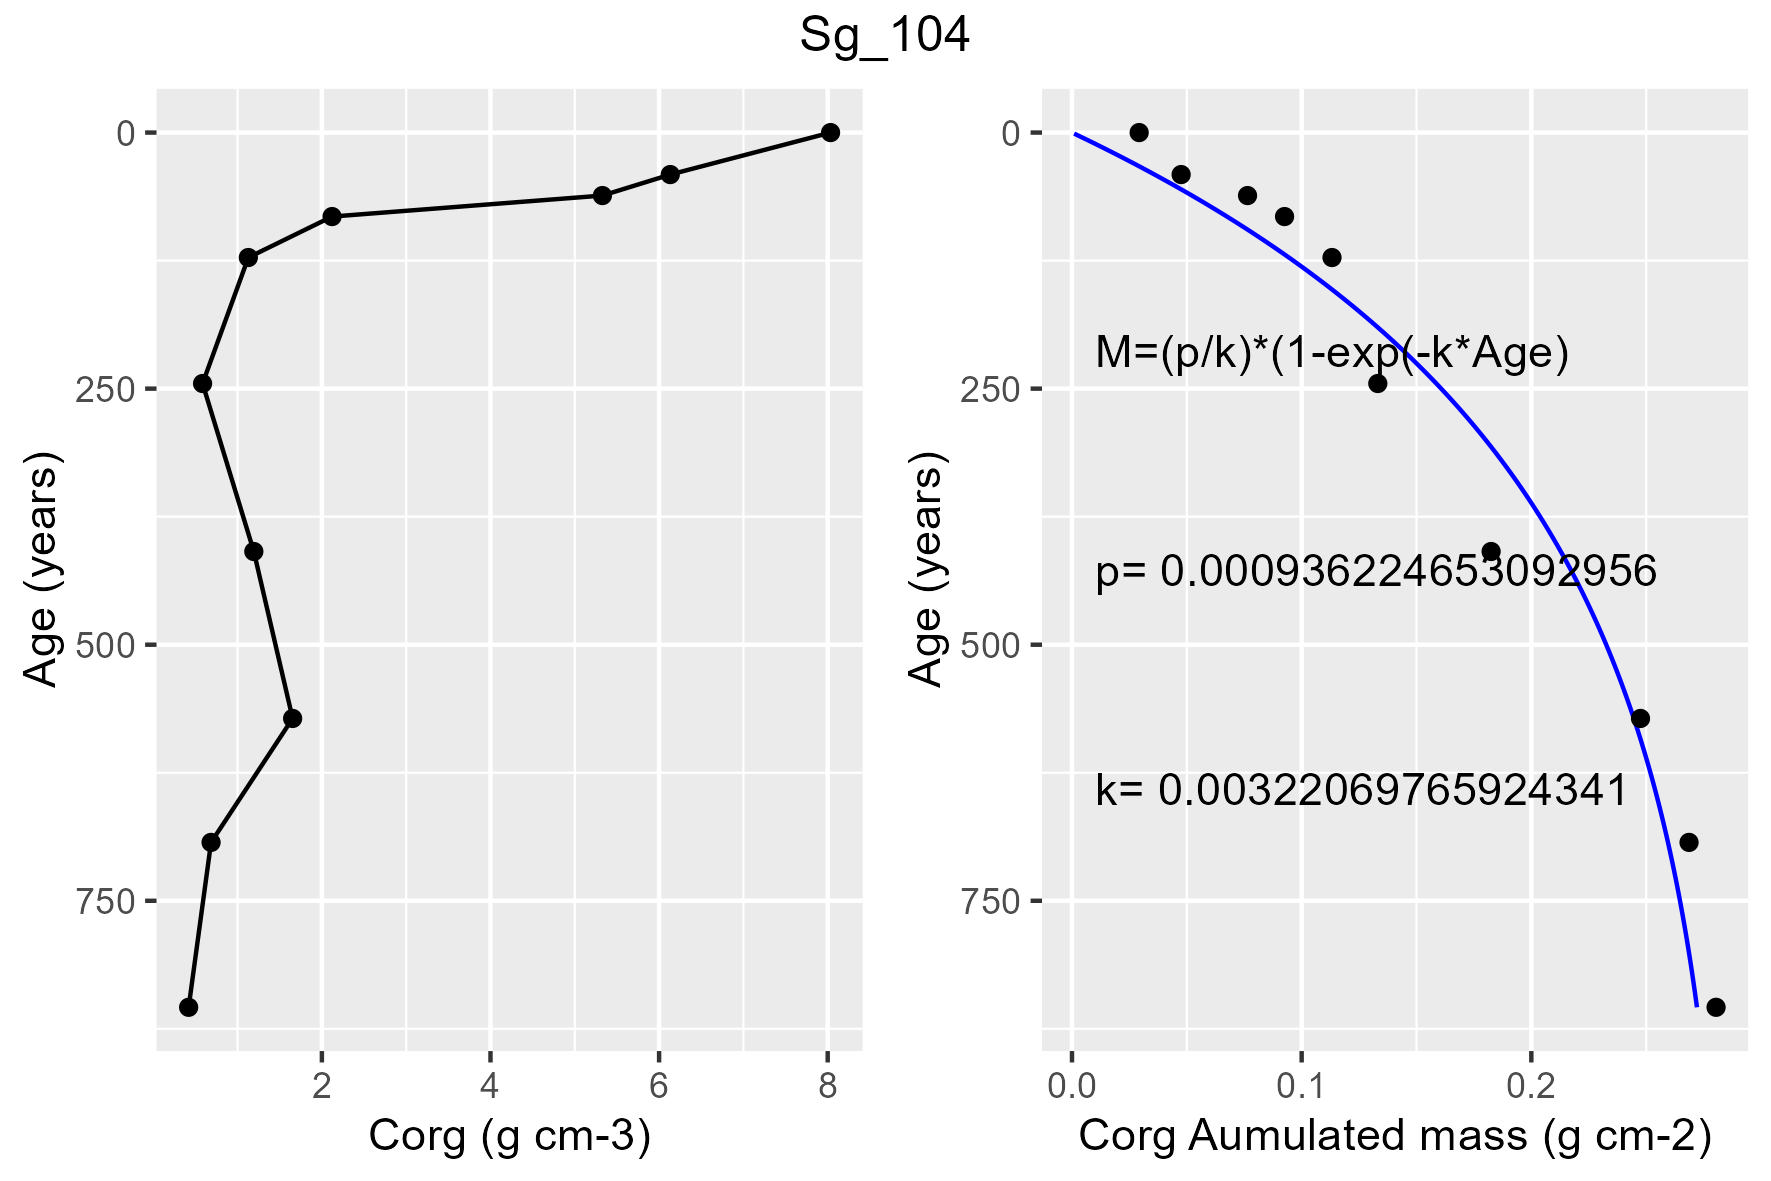 Sg_104
0
250
500
750
Age (years)
2 4 6 8
Corg (g cm-3)
0
250
500
750
Age (years)
M=(p/k)*(1-exp(-k*Age)
p= 0.000936224653092956
k= 0.00322069765924341
0.0 0.1 0.2
Corg Aumulated mass (g cm-2)